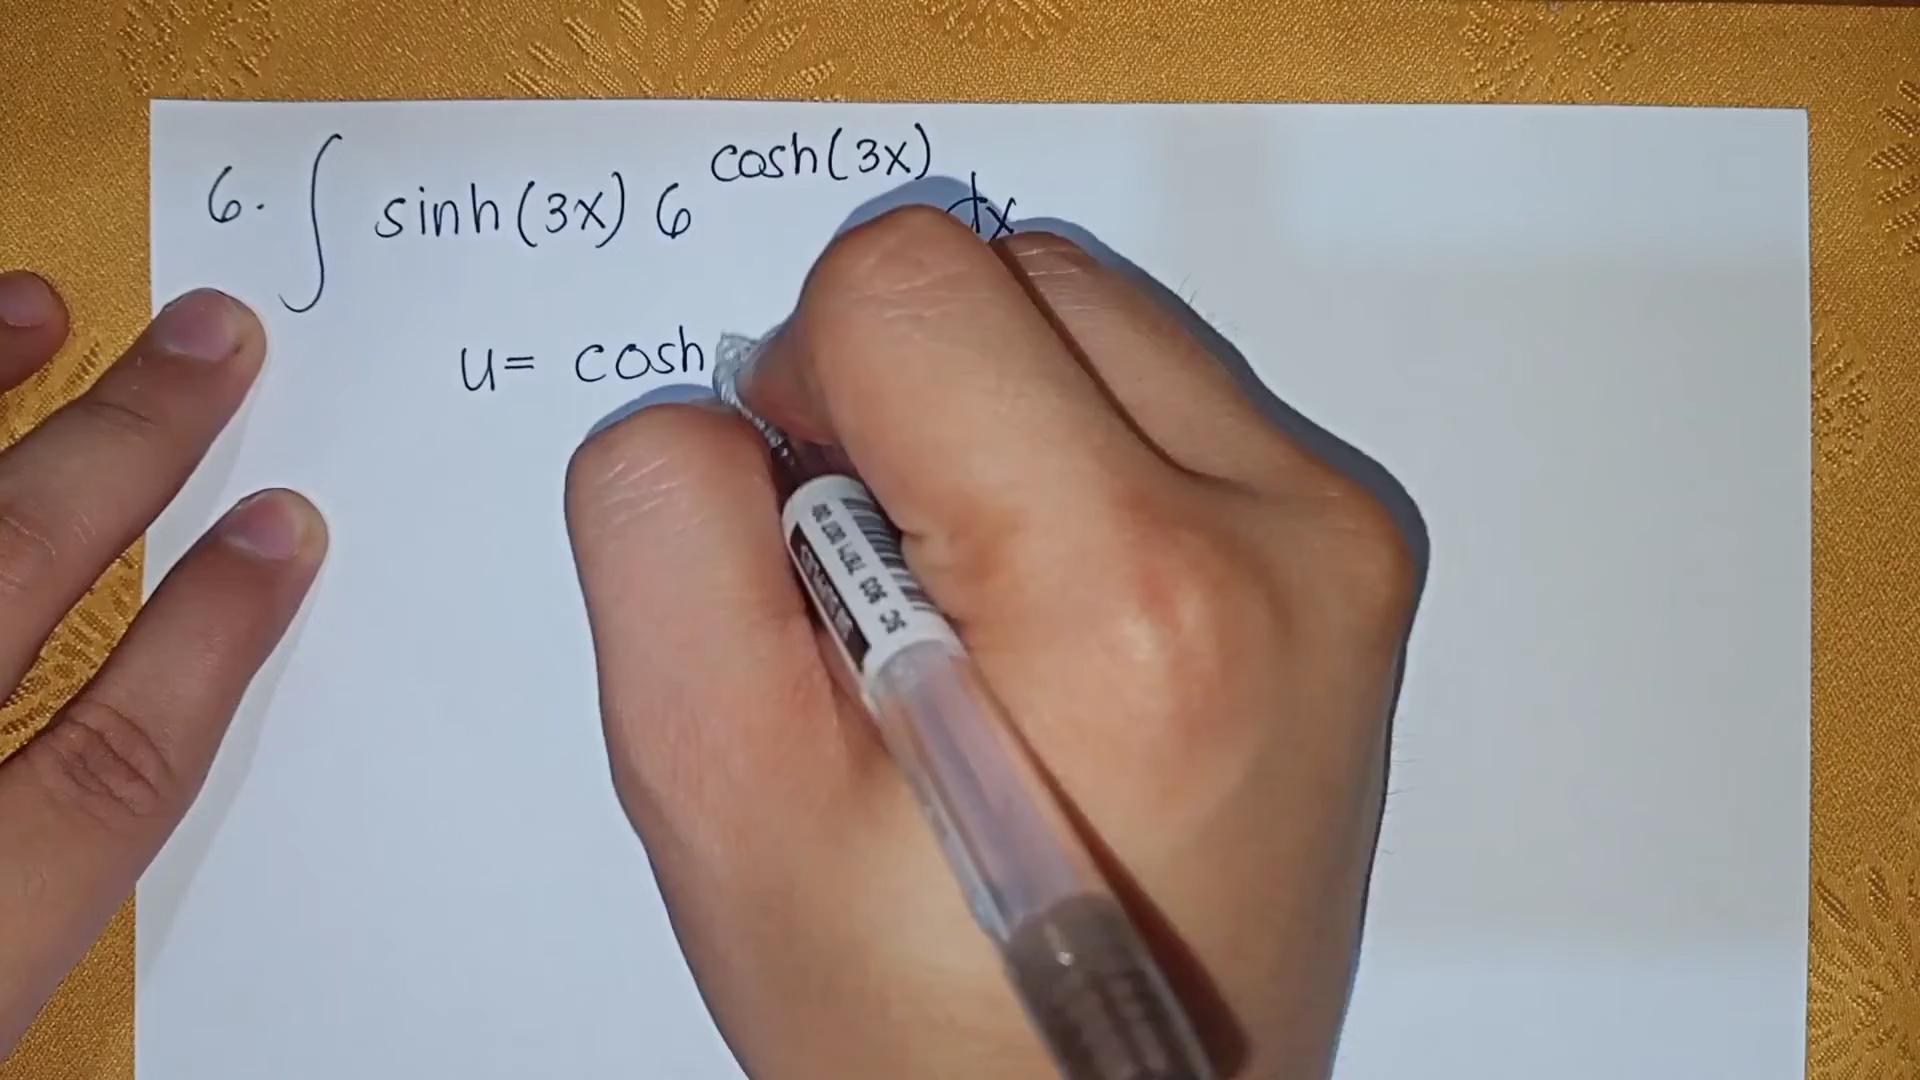 6. ∫ sinh(3x) 6^cosh(3x) dx
u= cosh